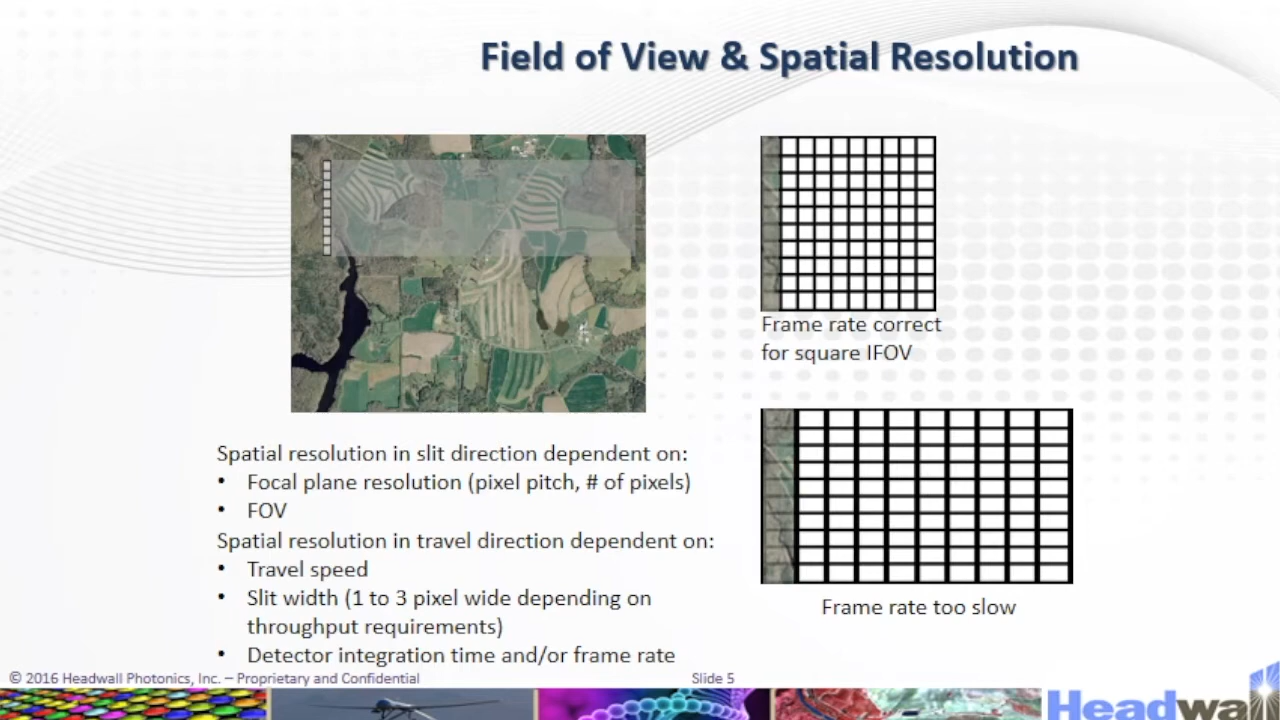 Field of View & Spatial Resolution
Frame rate correct
for square IFOV
Frame rate too slow
Spatial resolution in slit direction dependent on:
• Focal plane resolution (pixel pitch, # of pixels)
• FOV
Spatial resolution in travel direction dependent on:
• Travel speed
• Slit width (1 to 3 pixel wide depending on
throughput requirements)
• Detector integration time and/or frame rate
© 2016 Headwall Photonics, Inc. – Proprietary and Confidential
Slide 5
Headwall